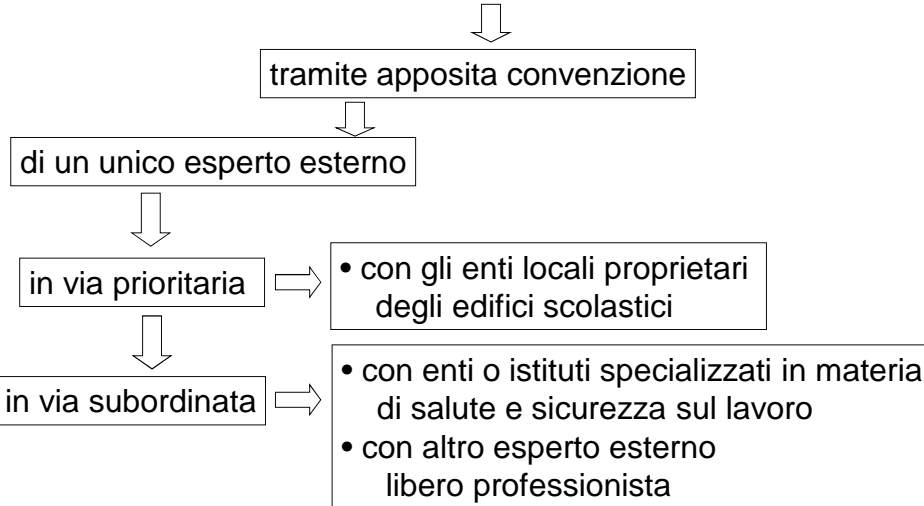 tramite apposita convenzione
di un unico esperto esterno
in via prioritaria
• con gli enti locali proprietari
degli edifici scolastici
in via subordinata
• con enti o istituti specializzati in materia
di salute e sicurezza sul lavoro
• con altro esperto esterno
libero professionista